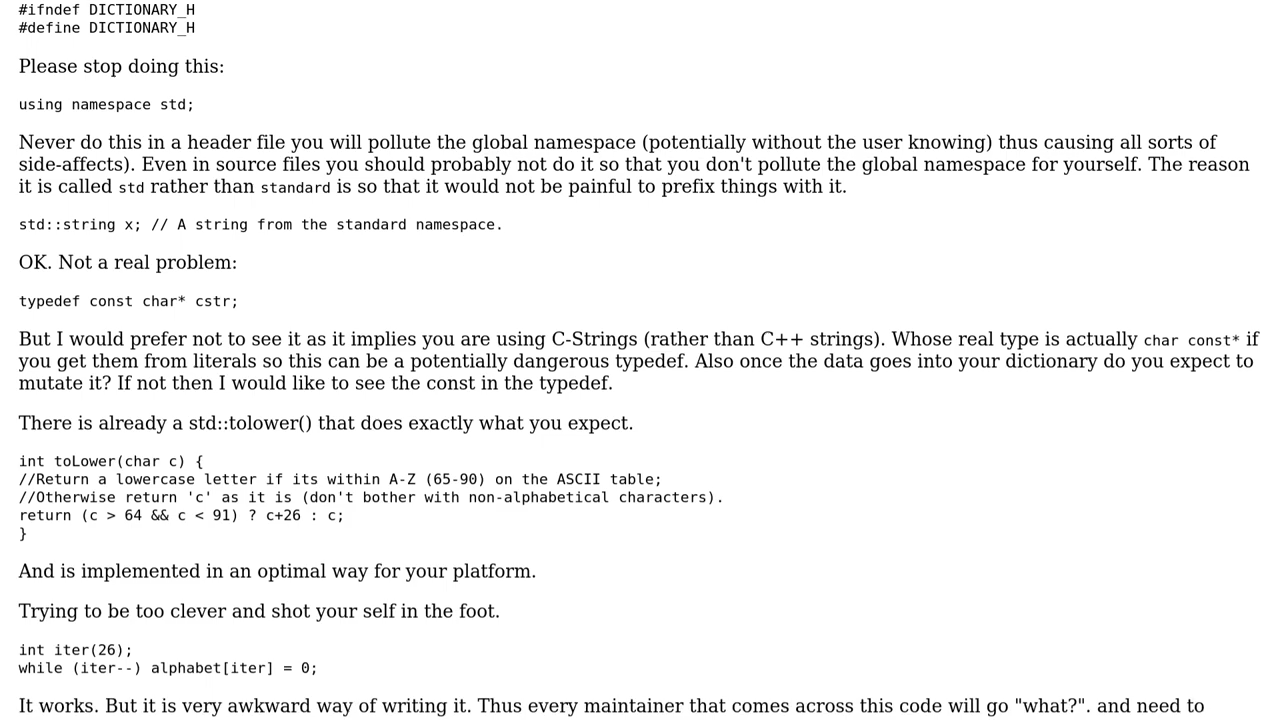 #ifndef DICTIONARY_H
#define DICTIONARY_H
Please stop doing this:
using namespace std;
Never do this in a header file you will pollute the global namespace (potentially without the user knowing) thus causing all sorts of
side-affects). Even in source files you should probably not do it so that you don't pollute the global namespace for yourself. The reason
it is called std rather than standard is so that it would not be painful to prefix things with it.
std::string x; // A string from the standard namespace.
OK. Not a real problem:
typedef const char* cstr;
But I would prefer not to see it as it implies you are using C-Strings (rather than C++ strings). Whose real type is actually char const* if
you get them from literals so this can be a potentially dangerous typedef. Also once the data goes into your dictionary do you expect to
mutate it? If not then I would like to see the const in the typedef.
There is already a std::tolower() that does exactly what you expect.
int toLower(char c) {
//Return a lowercase letter if its within A-Z (65-90) on the ASCII table;
//Otherwise return 'c' as it is (don't bother with non-alphabetical characters).
return (c > 64 && c < 91) ? c+26 : c;
}
And is implemented in an optimal way for your platform.
Trying to be too clever and shot your self in the foot.
int iter(26);
while (iter--) alphabet[iter] = 0;
It works. But it is very awkward way of writing it. Thus every maintainer that comes across this code will go "what?". and need to